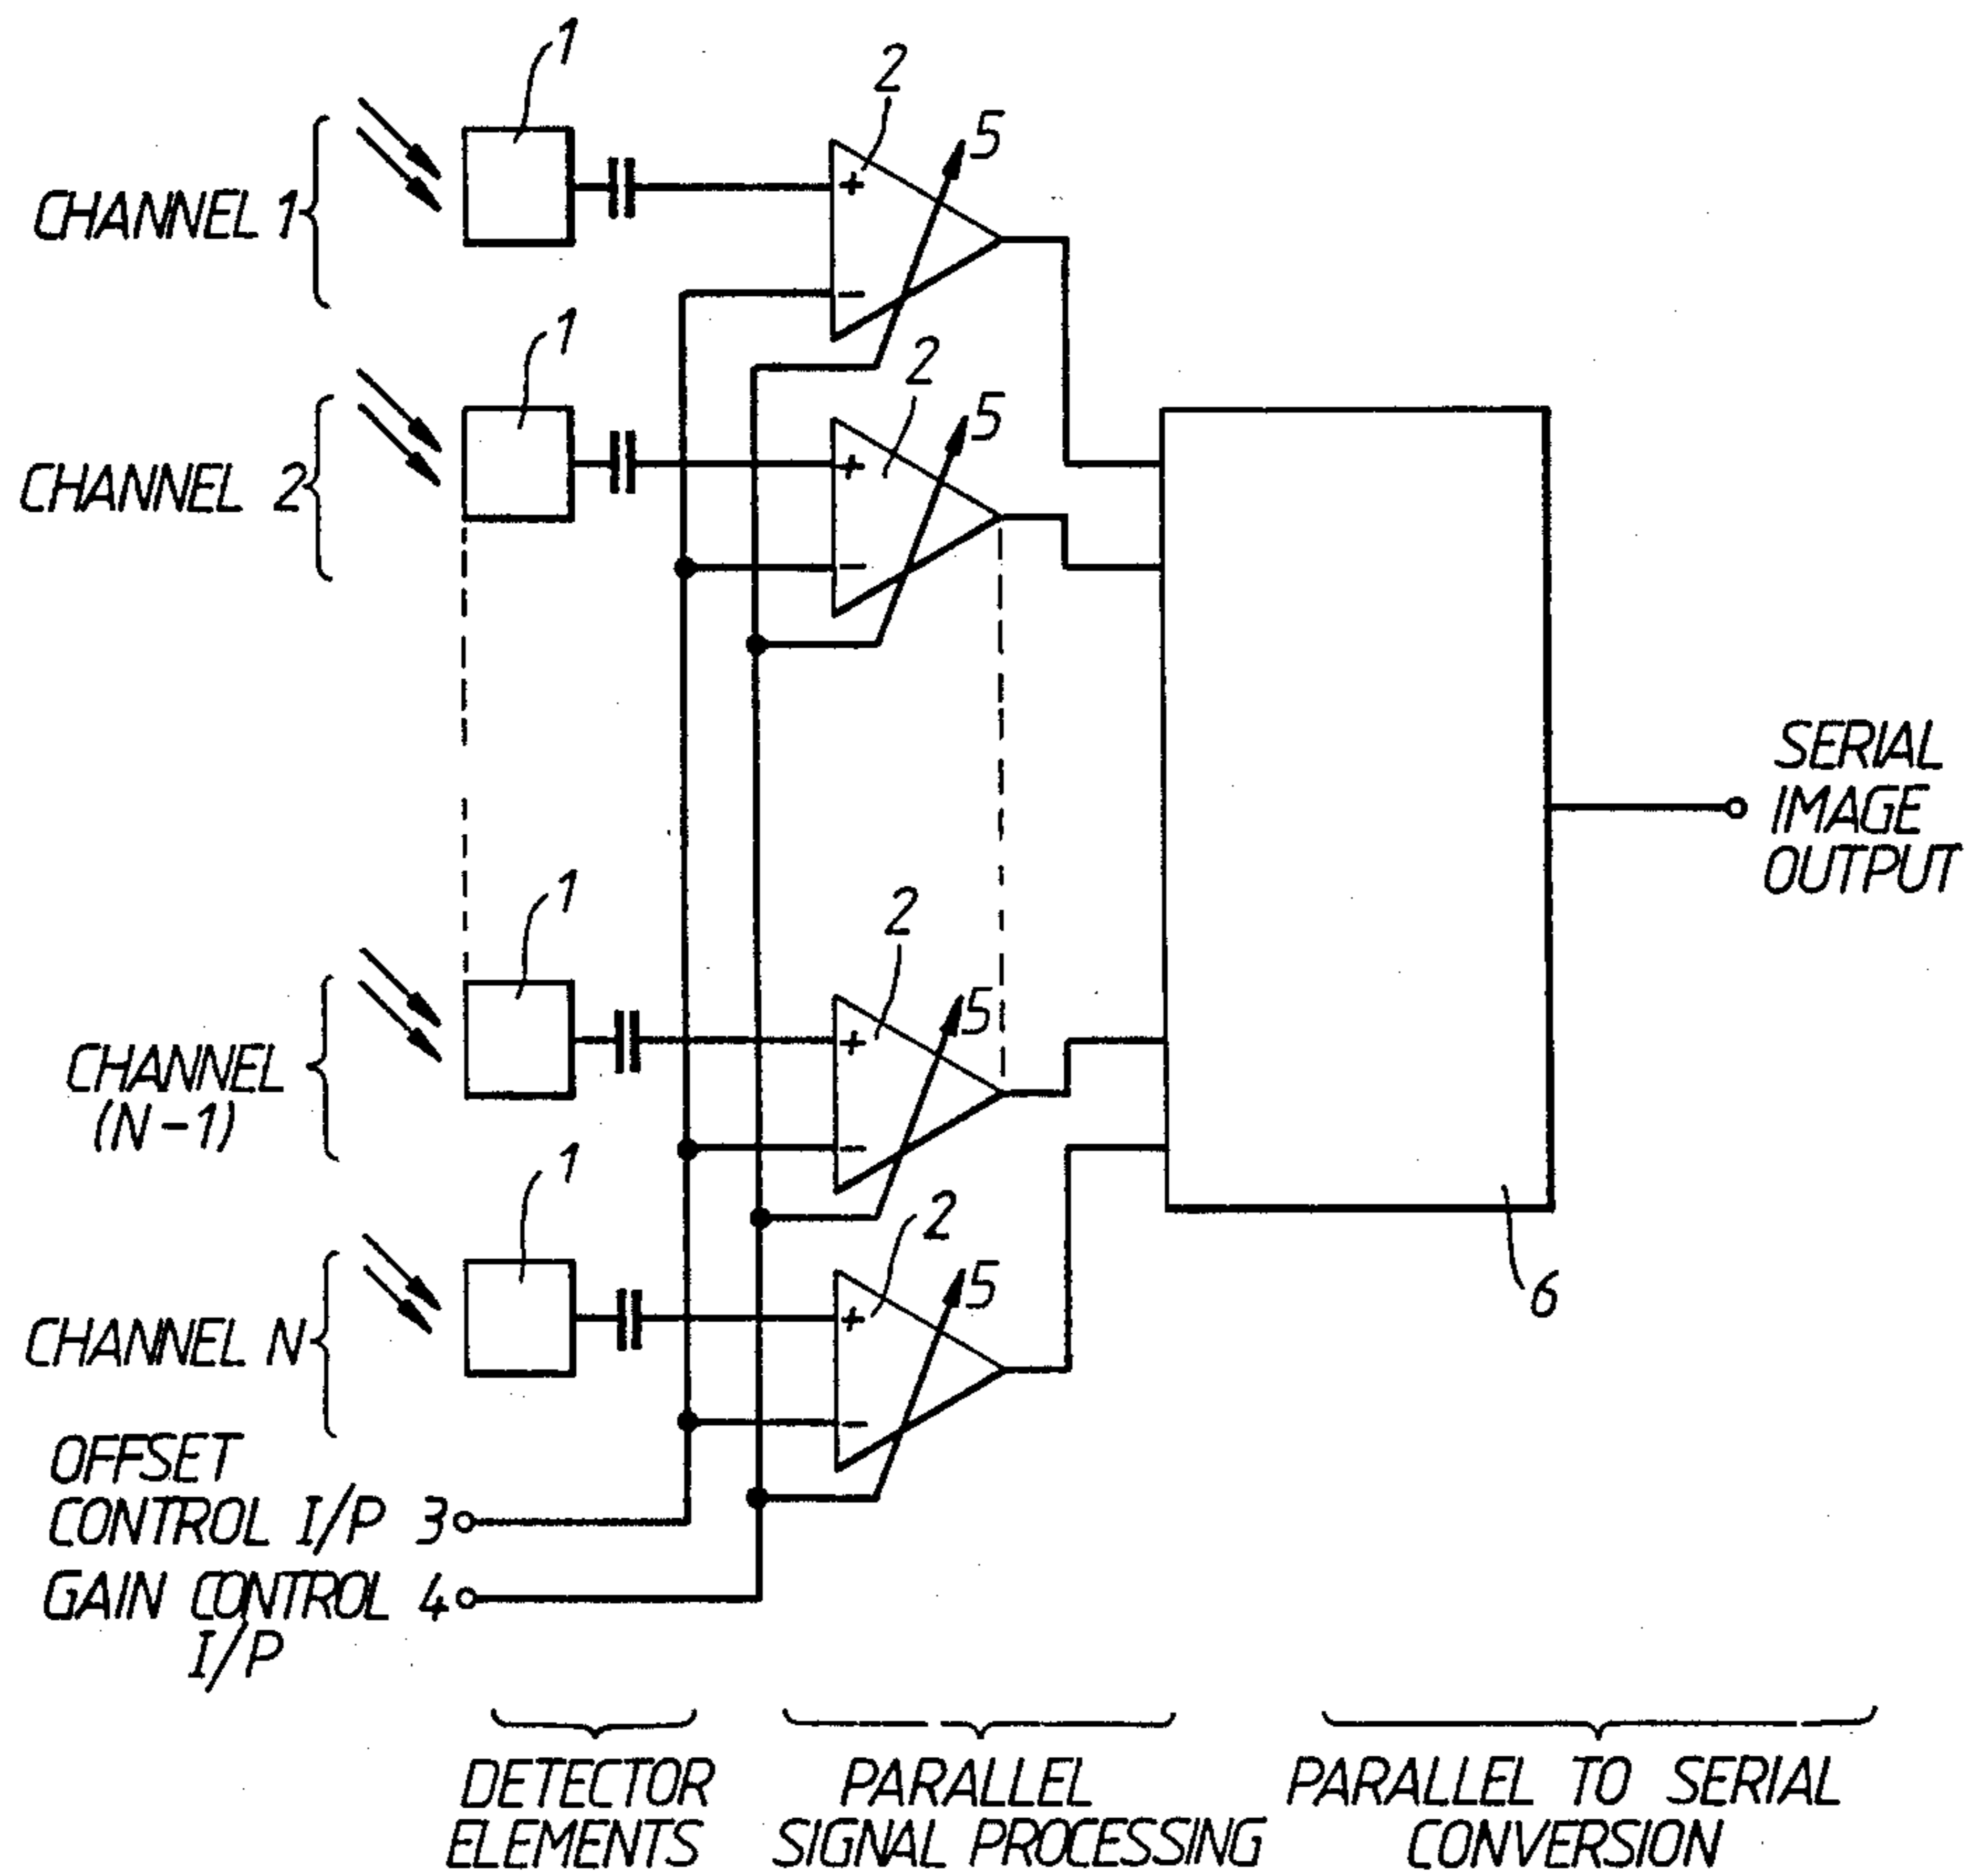 1
2
5
+
CHANNEL 1
−
1
2
5
+
CHANNEL 2
−
SERIAL
IMAGE
OUTPUT
1
2
5
+
CHANNEL
(N-1)
−
1
2
5
+
6
CHANNEL N
−
OFFSET
CONTROL I/P 3
GAIN CONTROL 4
I/P
DETECTOR
ELEMENTS
PARALLEL
SIGNAL PROCESSING
PARALLEL TO SERIAL
CONVERSION